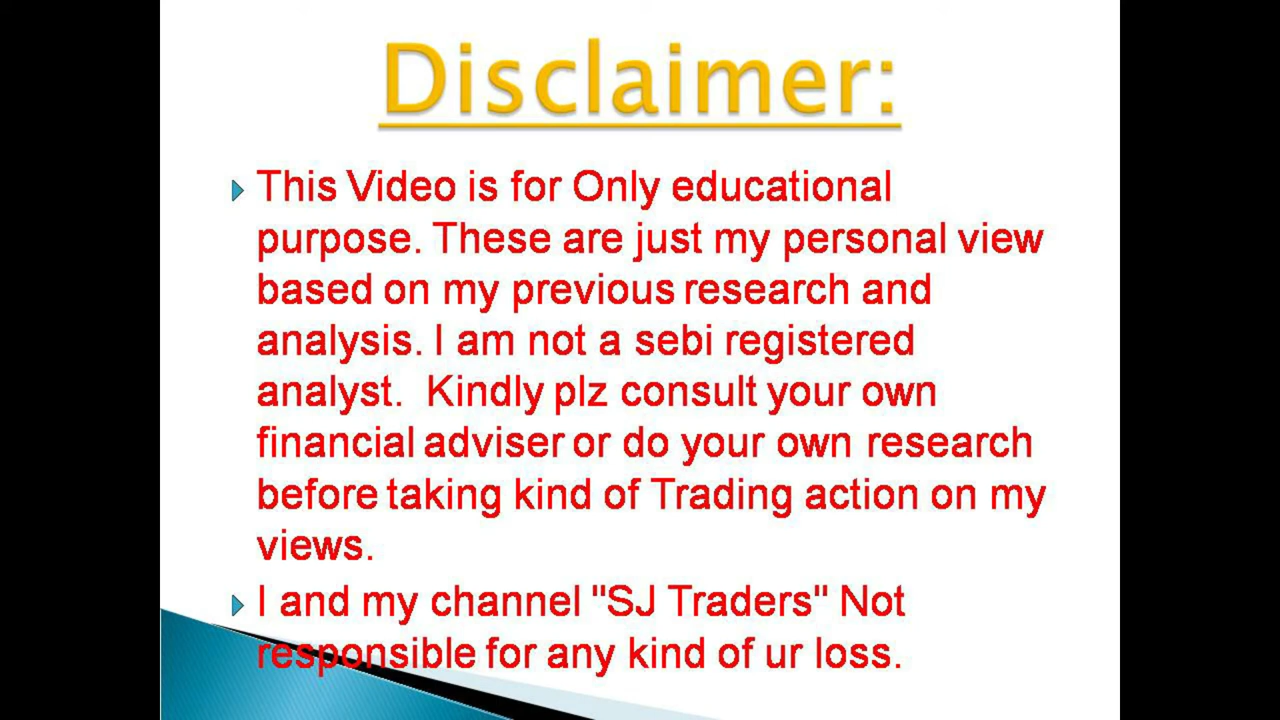 Disclaimer:
This Video is for Only educational
purpose. These are just my personal view
based on my previous research and
analysis. I am not a sebi registered
analyst.  Kindly plz consult your own
financial adviser or do your own research
before taking kind of Trading action on my
views.
I and my channel "SJ Traders" Not
responsible for any kind of ur loss.